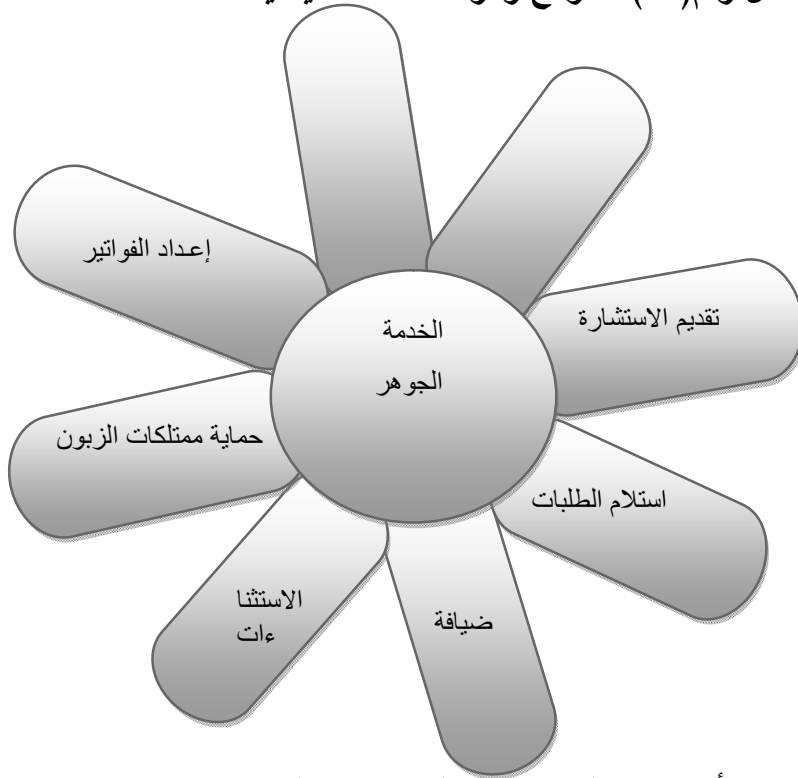 إعداد الفواتير
الخدمة
الجوهر
تقديم الاستشارة
حماية ممتلكات الزبون
استلام الطلبات
الاستثنا
ءات
ضيافة